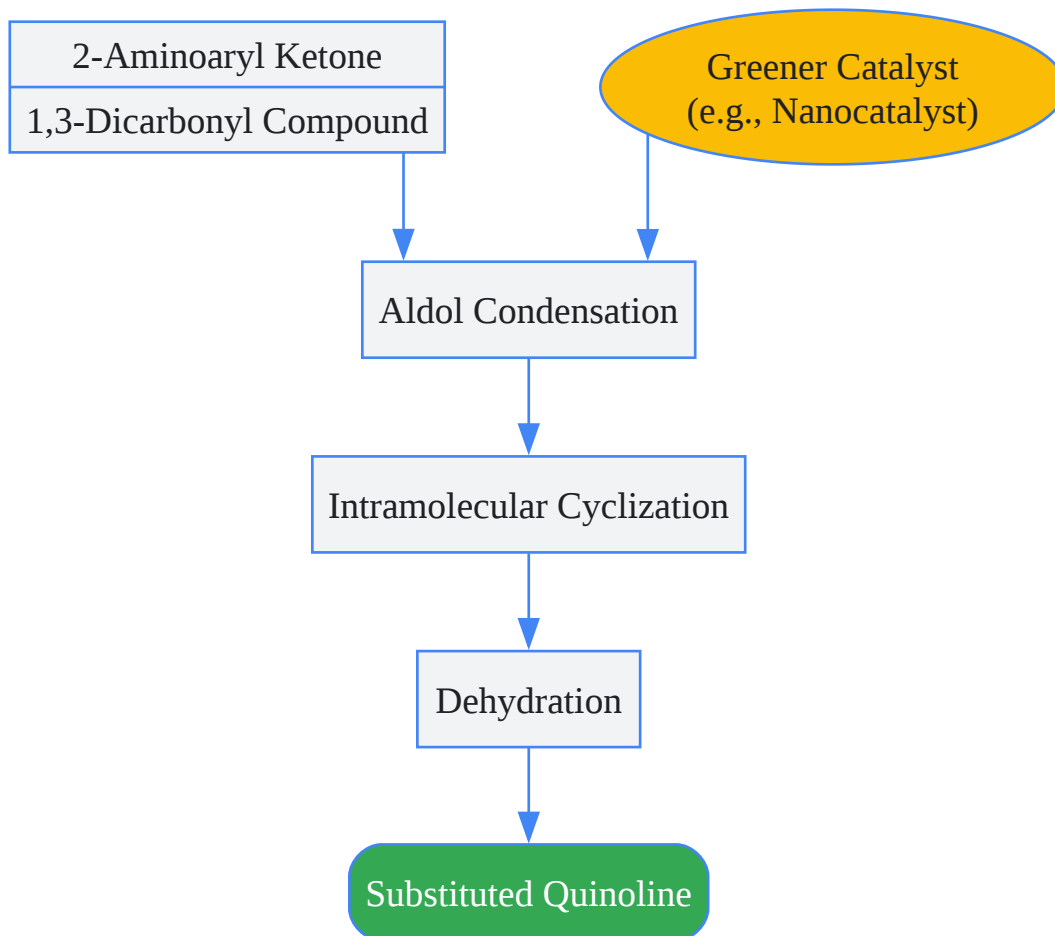 2-Aminoaryl Ketone
1,3-Dicarbonyl Compound
Greener Catalyst
(e.g., Nanocatalyst)
Aldol Condensation
Intramolecular Cyclization
Dehydration
Substituted Quinoline